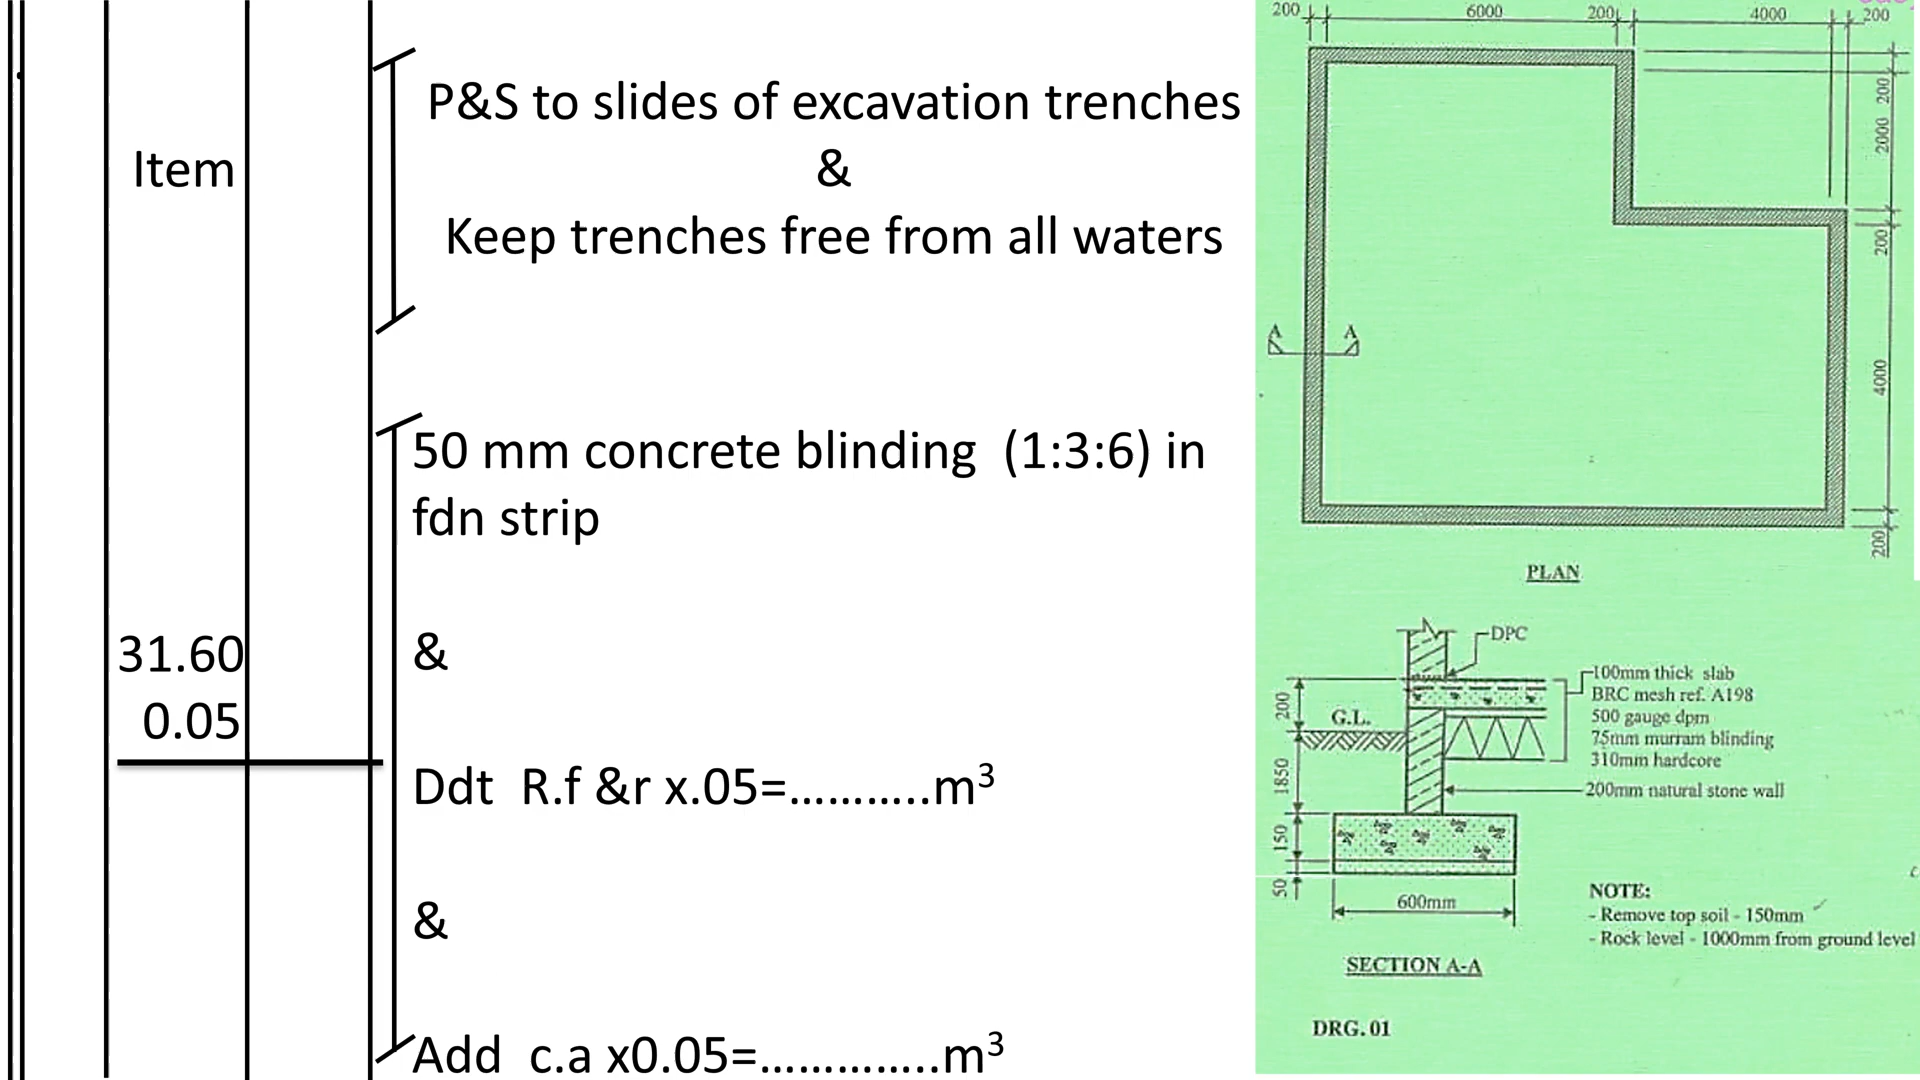 Item
P&S to slides of excavation trenches
&
Keep trenches free from all waters
50 mm concrete blinding (1:3:6) in
fdn strip
&
31.60
0.05
Ddt R.f &r x.05=………..m³
&
Add c.a x0.05=…………..m³
200 6000 200 4000 200
200
2000
200
4000
200
A A
PLAN
DPC
100mm thick slab
BRC mesh ref. A198
500 gauge dpm
75mm murram blinding
310mm hardcore
200mm natural stone wall
G.L.
200
1850
150
50
600mm
SECTION A-A
NOTE:
- Remove top soil - 150mm
- Rock level - 1000mm from ground level
DRG. 01